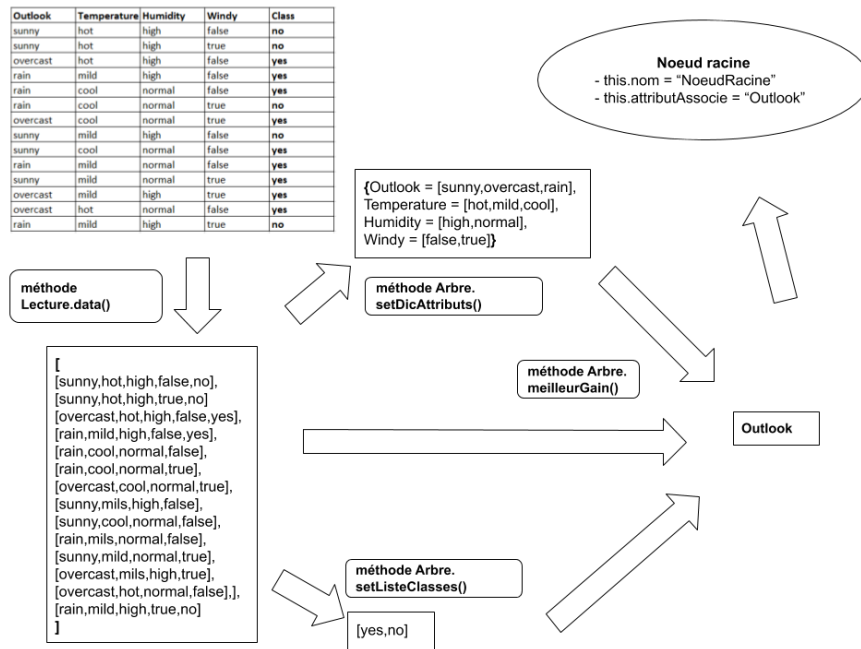 Outlook Temperature Humidity Windy Class
sunny hot high false no
sunny hot high true no
overcast hot high false yes
rain mild high false yes
rain cool normal false yes
rain cool normal true no
overcast cool normal true yes
sunny mild high false no
sunny cool normal false yes
rain mild normal false yes
sunny mild normal true yes
overcast mild high true yes
overcast hot normal false yes
rain mild high true no
Noeud racine
- this.nom = “NoeudRacine”
- this.attributAssocie = “Outlook”
{Outlook = [sunny,overcast,rain],
Temperature = [hot,mild,cool],
Humidity = [high,normal],
Windy = [false,true]}
méthode
Lecture.data()
méthode Arbre.
setDicAttributs()
méthode Arbre.
meilleurGain()
Outlook
[
[sunny,hot,high,false,no],
[sunny,hot,high,true,no]
[overcast,hot,high,false,yes],
[rain,mild,high,false,yes],
[rain,cool,normal,false],
[rain,cool,normal,true],
[overcast,cool,normal,true],
[sunny,mils,high,false],
[sunny,cool,normal,false],
[rain,mils,normal,false],
[sunny,mild,normal,true],
[overcast,mils,high,true],
[overcast,hot,normal,false],],
[rain,mild,high,true,no]
]
méthode Arbre.
setListeClasses()
[yes,no]